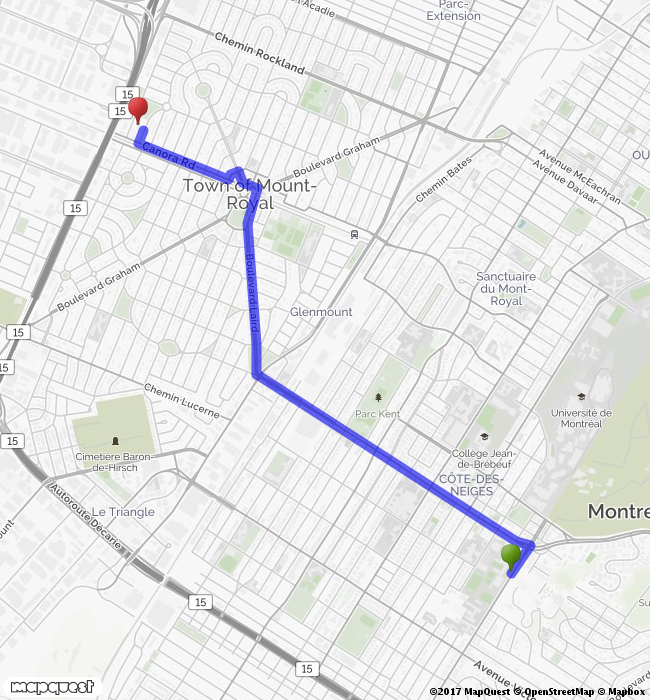 Acadie
Parc-
Extension
Chemin Rockland
15
15
Canora Rd
Boulevard Graham
Town of Mount-
Royal
Chemin Bates
Avenue McEachran
Avenue Davaar
OU
15
Boulevard Graham
Boulevard Laird
Sanctuaire
du Mont-
Royal
Glenmount
15
15
Chemin Lucerne
Parc Kent
Université de
Montréal
15
Cimetière Baron-
de-Hirsch
Collège Jean-
de-Brébeuf
CÔTE-DES-
NEIGES
Autoroute Décarie
Le Triangle
Montre
15
Su
15
Avenue
mapquest
©2017 MapQuest © OpenStreetMap © Mapbox